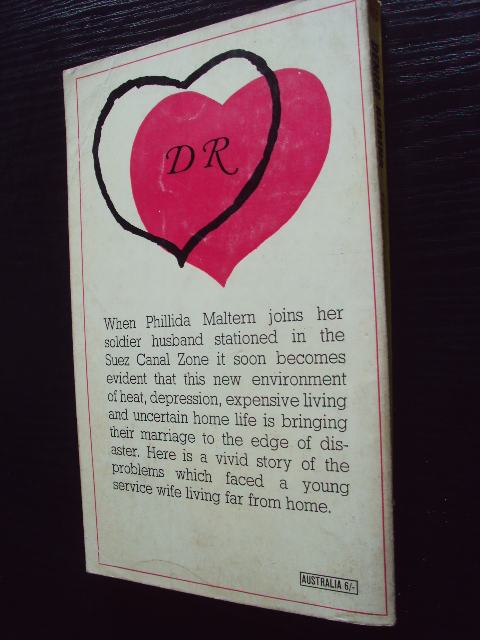 DR
When Phillida Maltern joins her
soldier husband stationed in the
Suez Canal Zone it soon becomes
evident that this new environment
of heat, depression, expensive living
and uncertain home life is bringing
their marriage to the edge of dis-
aster. Here is a vivid story of the
problems which faced a young
service wife living far from home.
AUSTRALIA 6/-